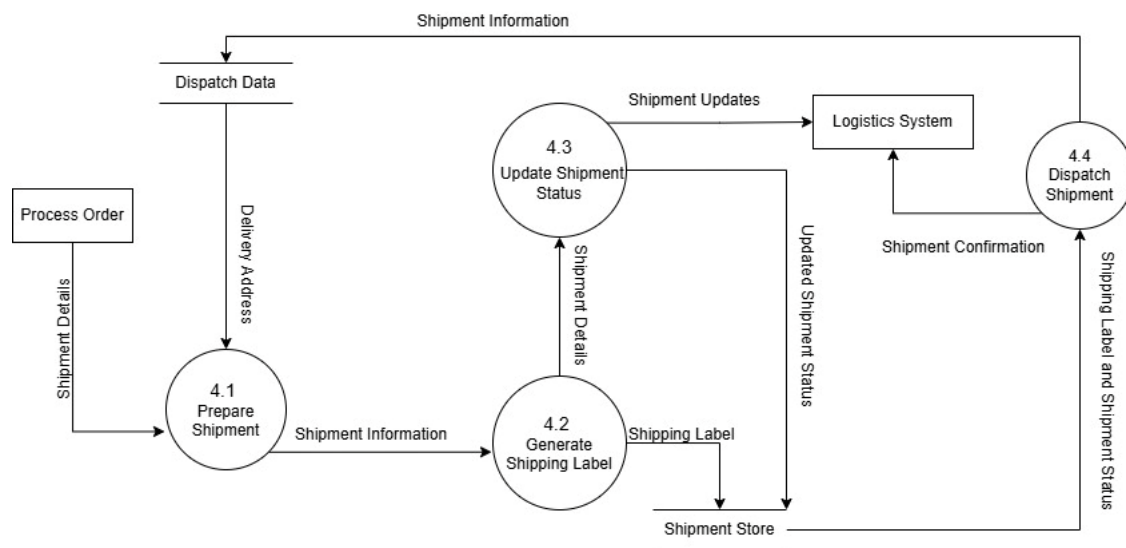 Shipment Information
Dispatch Data
Shipment Updates
Logistics System
4.3
Update Shipment
Status
4.4
Dispatch
Shipment
Process Order
Delivery Address
Shipment Confirmation
Shipment Details
Shipment Details
Updated Shipment Status
Shipping Label and Shipment Status
4.1
Prepare
Shipment
Shipment Information
4.2
Generate
Shipping Label
Shipping Label
Shipment Store